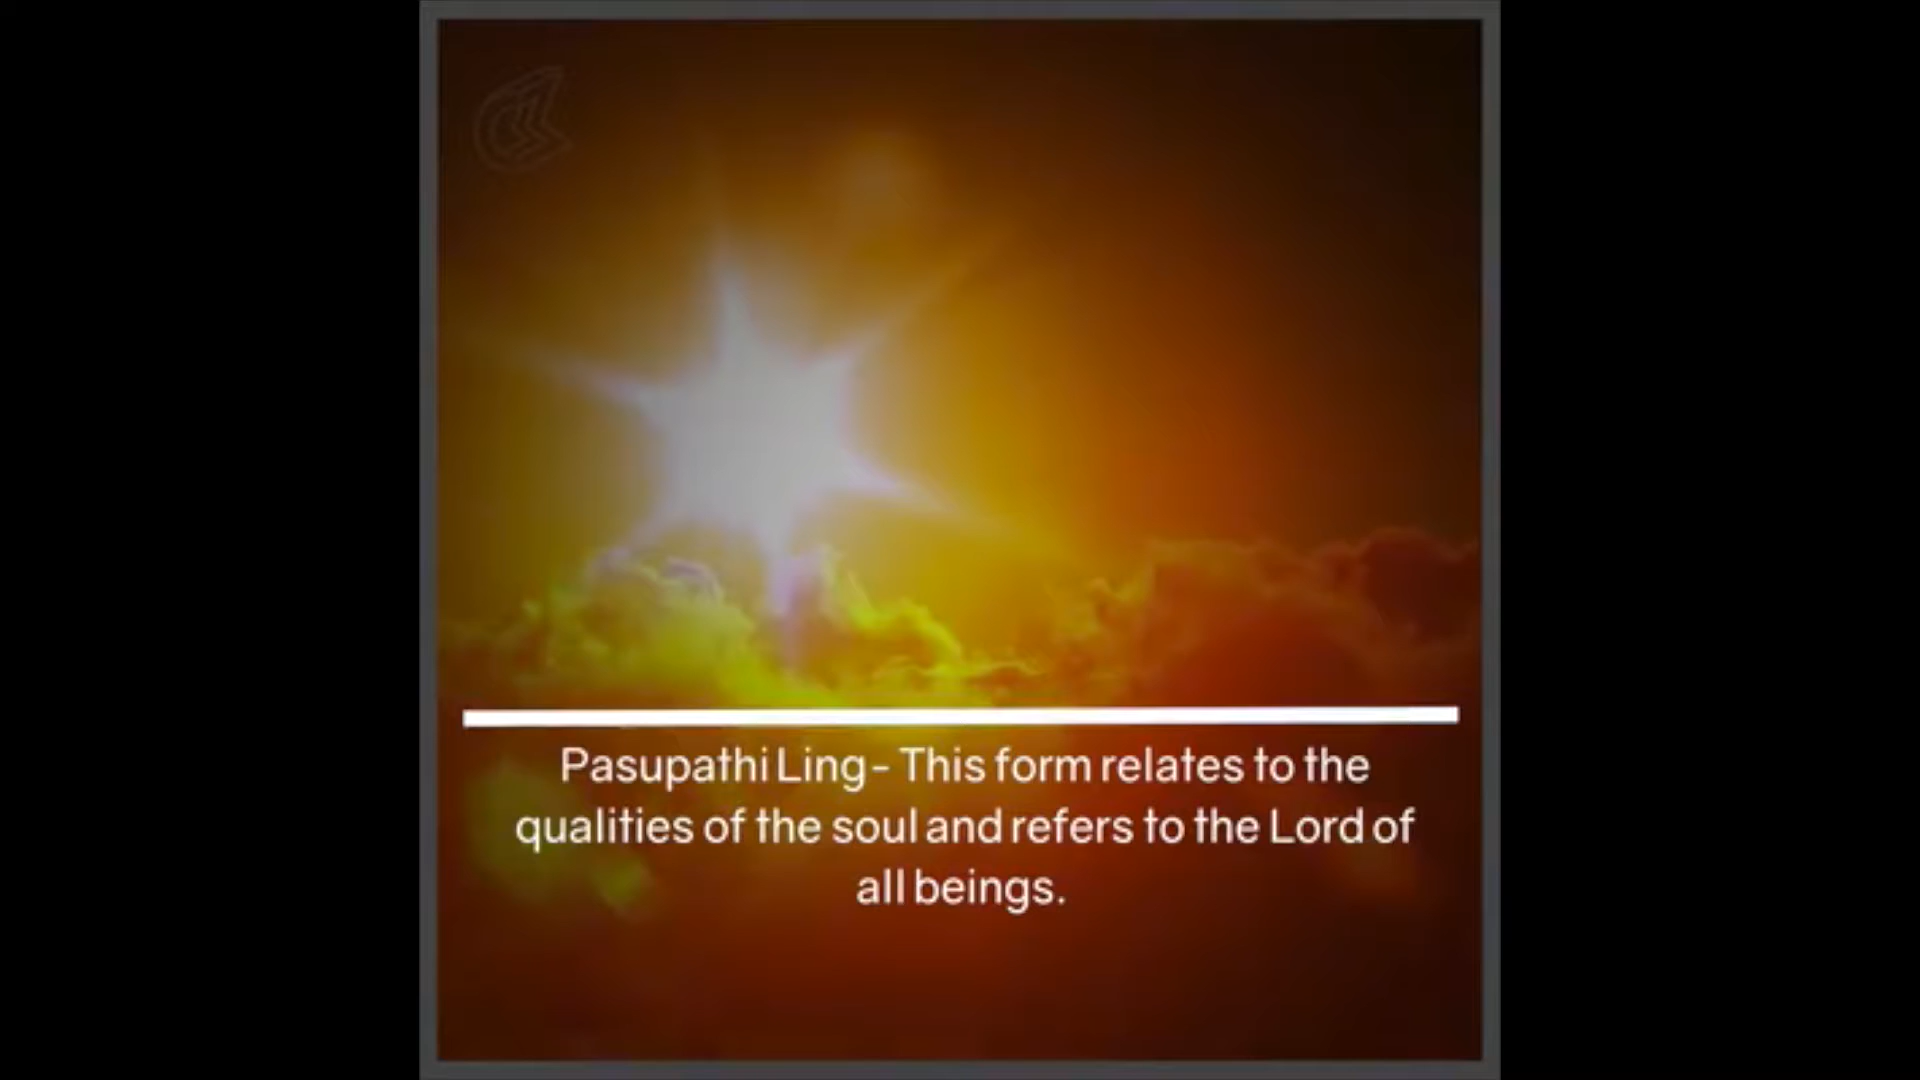 Pasupathi Ling- This form relates to the
qualities of the soul and refers to the Lord of
all beings.